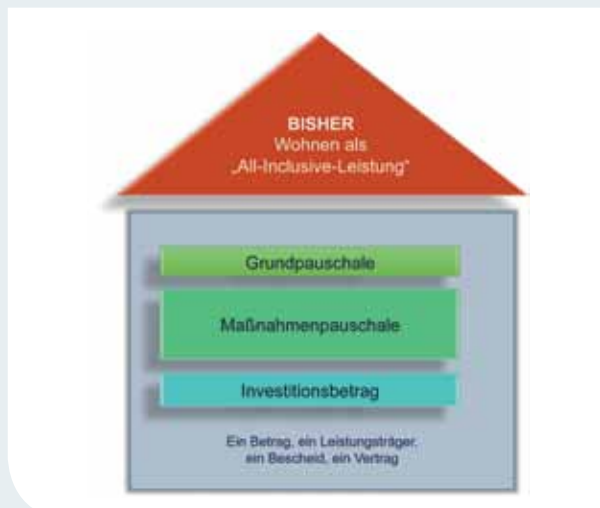 BISHER
Wohnen als
„All-Inclusive-Leistung“
Grundpauschale
Maßnahmenpauschale
Investitionsbetrag
Ein Betrag, ein Leistungsträger,
ein Bescheid, ein Vertrag